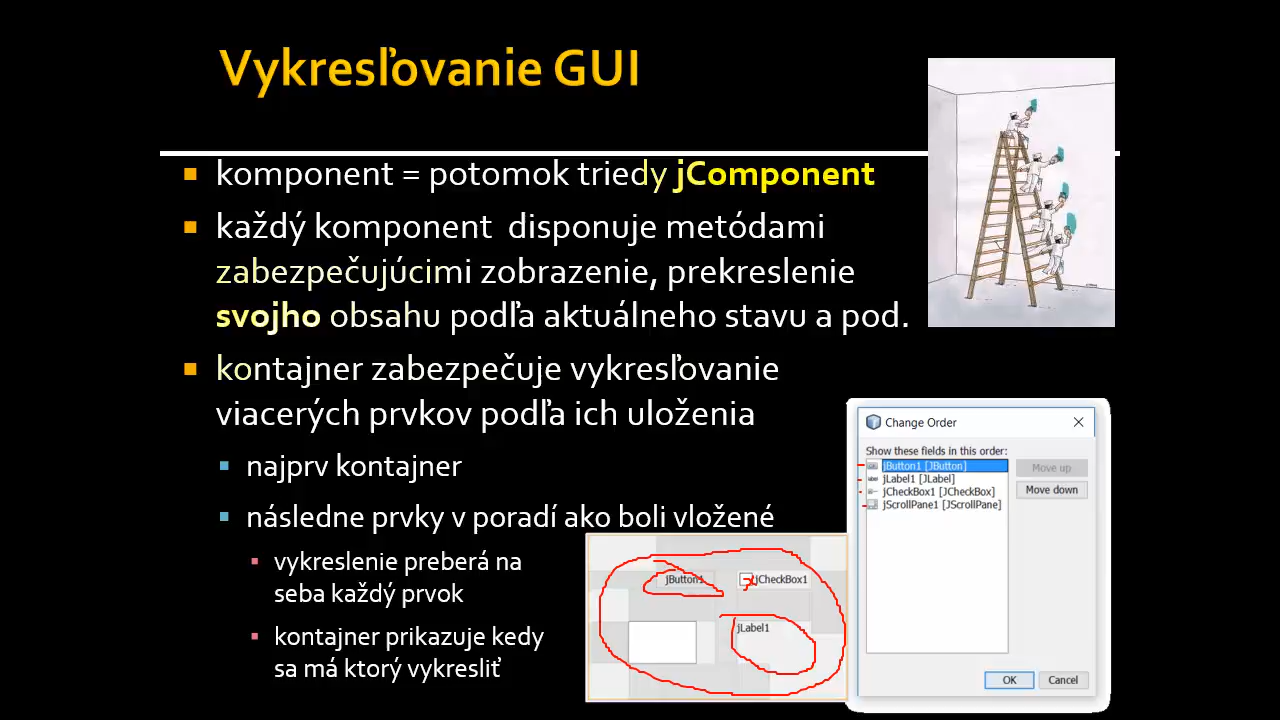 Vykresľovanie GUI
komponent = potomok triedy jComponent
každý komponent disponuje metódami
zabezpečujúcimi zobrazenie, prekreslenie
svojho obsahu podľa aktuálneho stavu a pod.
kontajner zabezpečuje vykresľovanie
viacerých prvkov podľa ich uloženia
najprv kontajner
následne prvky v poradí ako boli vložené
vykreslenie preberá na
seba každý prvok
kontajner prikazuje kedy
sa má ktorý vykresliť
jButton1
jCheckBox1
jLabel1
Change Order
Show these fields in this order:
jButton1 [JButton]
jLabel1 [JLabel]
jCheckBox1 [JCheckBox]
jScrollPane1 [JScrollPane]
Move up
Move down
OK
Cancel